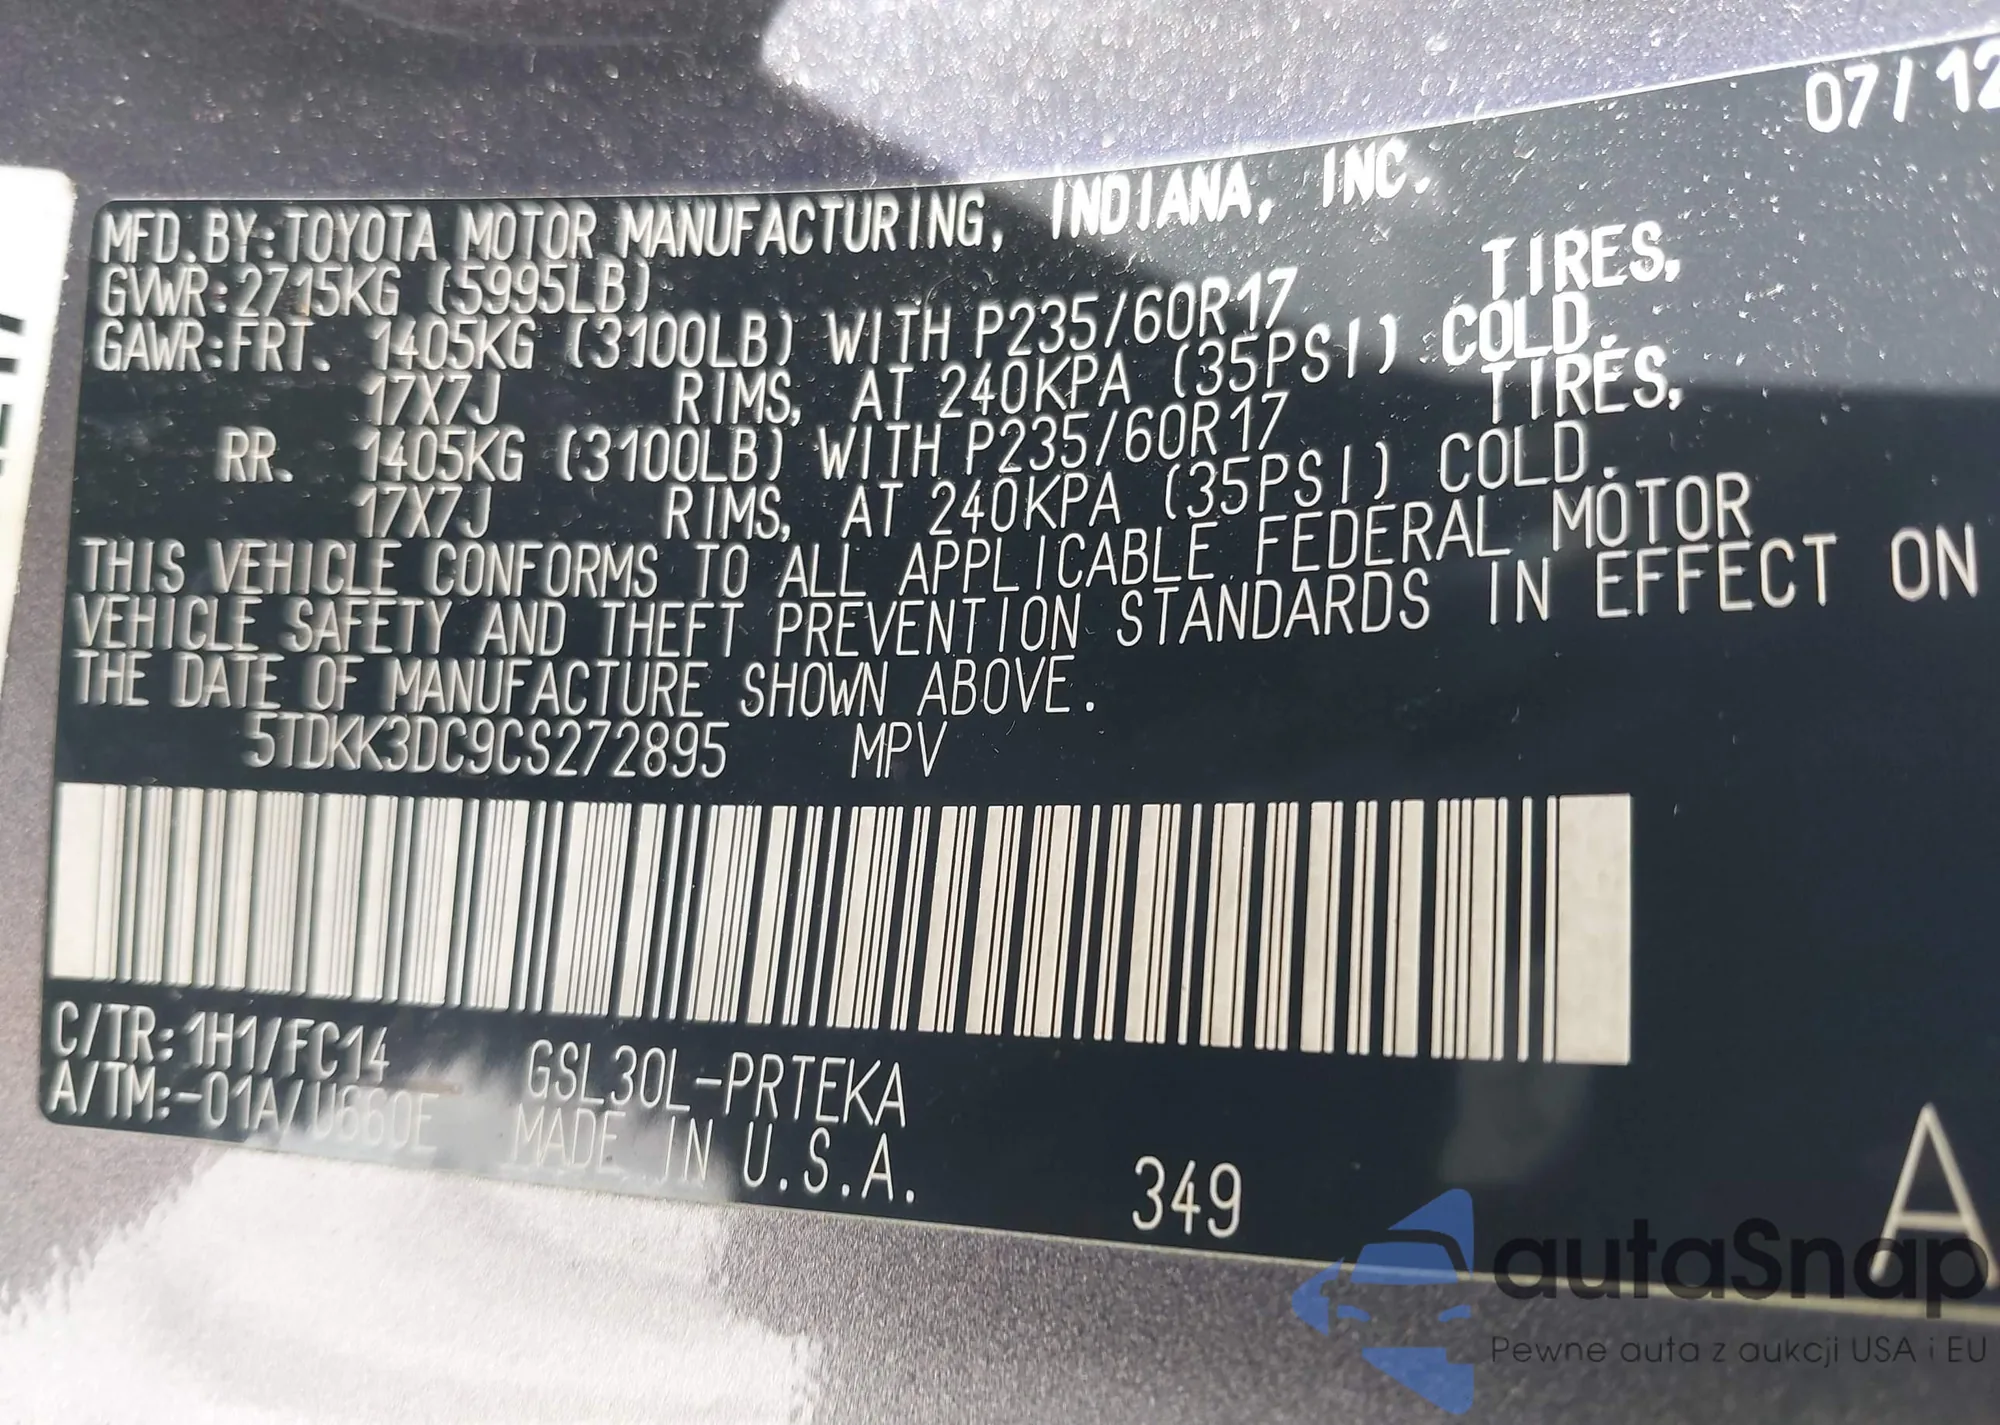 07/12
MFD.BY:TOYOTA MOTOR MANUFACTURING, INDIANA, INC.
GVWR:2715KG (5995LB)
GAWR:FRT. 1405KG (3100LB) WITH P235/60R17 TIRES,
17X7J RIMS, AT 240KPA (35PSI) COLD.
RR. 1405KG (3100LB) WITH P235/60R17 TIRES,
17X7J RIMS, AT 240KPA (35PSI) COLD.
THIS VEHICLE CONFORMS TO ALL APPLICABLE FEDERAL MOTOR
VEHICLE SAFETY AND THEFT PREVENTION STANDARDS IN EFFECT ON
THE DATE OF MANUFACTURE SHOWN ABOVE.
5TDKK3DC9CS272895 MPV
C/TR:1H1/FC14 GSL30L-PRTEKA
A/TM:-01A/U660E MADE IN U.S.A.
349
A
autaSnap
Pewne auta z aukcji USA i EU